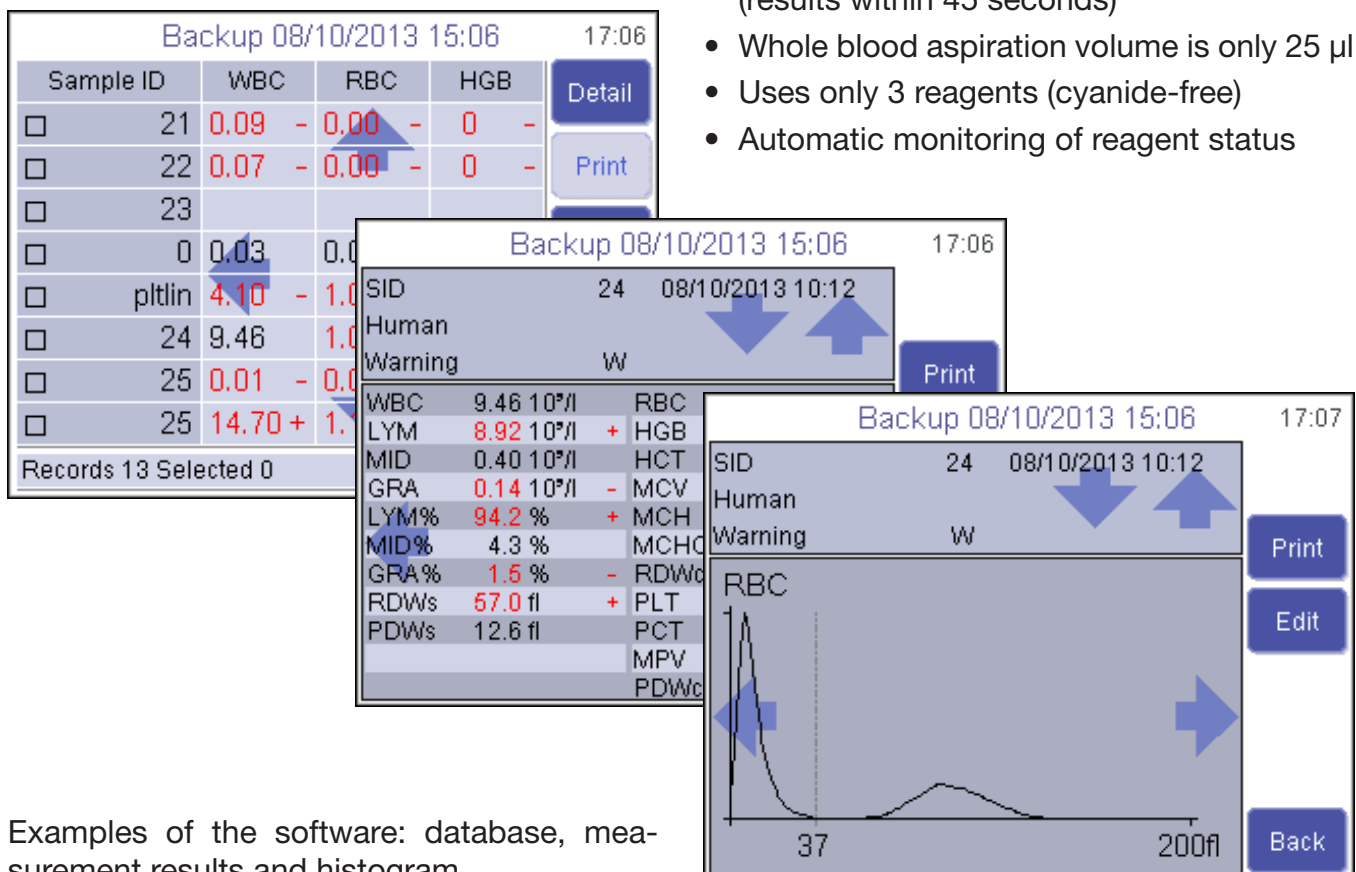 (results within 45 seconds)
• Whole blood aspiration volume is only 25 µl
• Uses only 3 reagents (cyanide-free)
• Automatic monitoring of reagent status
Backup 08/10/2013 15:06 17:06
Sample ID WBC RBC HGB
Detail
21 0.09 - 0.00 - 0 -
22 0.07 - 0.00 - 0 -
Print
23
0 0.03
pltlin 4.10 -
24 9.46
25 0.01 -
25 14.70 +
Records 13 Selected 0
Backup 08/10/2013 15:06 17:06
SID 24 08/10/2013 10:12
Human
Warning W
Print
WBC 9.46 10⁹/l RBC
LYM 8.92 10⁹/l + HGB
MID 0.40 10⁹/l HCT
GRA 0.14 10⁹/l - MCV
LYM% 94.2 % + MCH
MID% 4.3 % MCHC
GRA% 1.5 % - RDWc
RDWs 57.0 fl + PLT
PDWs 12.6 fl PCT
MPV
PDWc
Backup 08/10/2013 15:06 17:07
SID 24 08/10/2013 10:12
Human
Warning W
Print
Edit
RBC
37 200fl
Back
Examples of the software: database, mea-
surement results and histogram